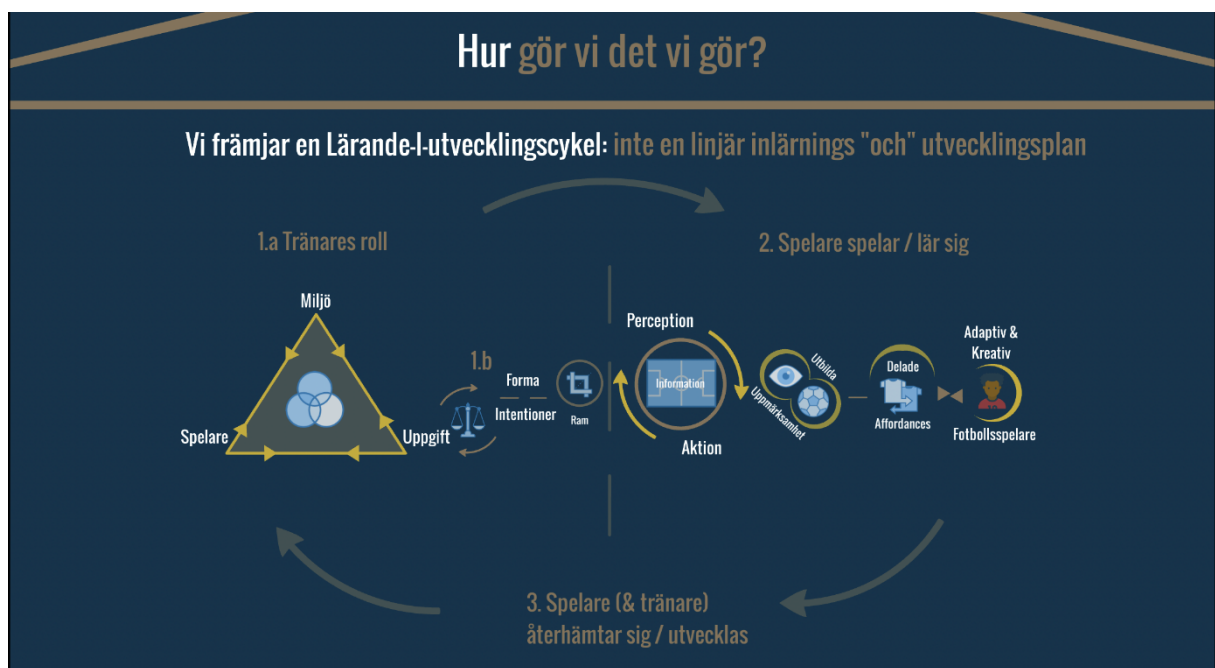 Hur gör vi det vi gör?
Vi främjar en Lärande-I-utvecklingscykel: inte en linjär inlärnings "och" utvecklingsplan
1.a Tränares roll
Miljö
Spelare
Uppgift
1.b
Forma
Intentioner
Ram
2. Spelare spelar / lär sig
Perception
Information
Aktion
Utbilda
Uppmärksamhet
Delade
Affordances
Adaptiv &
Kreativ
Fotbollsspelare
3. Spelare (& tränare)
återhämtar sig / utvecklas